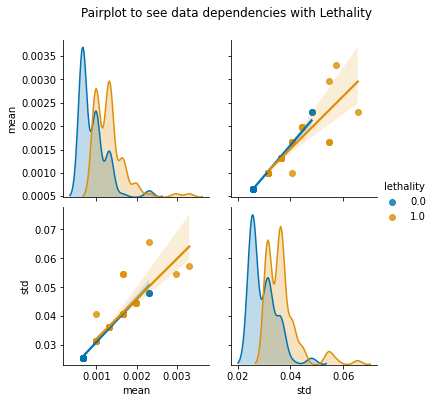 Pairplot to see data dependencies with Lethality
0.0035
0.0030
0.0025
0.0020
0.0015
0.0010
0.0005
mean
lethality
0.0
1.0
0.07
0.06
0.05
0.04
0.03
std
0.001 0.002 0.003
mean
0.02 0.04 0.06
std